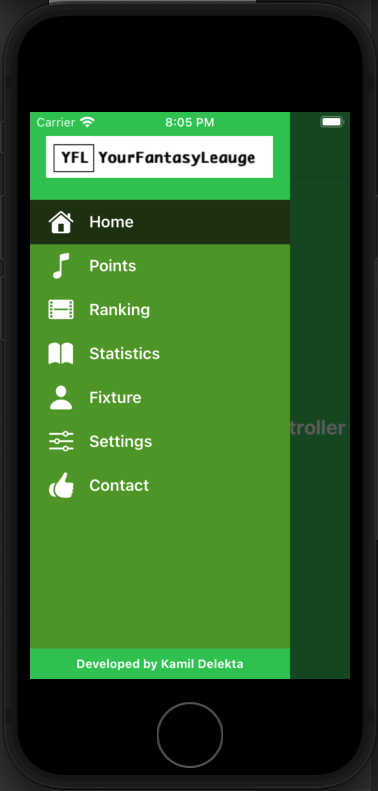 Carrier 8:05 PM
YFL YourFantasyLeauge
Home
Points
Ranking
Statistics
Fixture
Settings
Contact
troller
Developed by Kamil Delekta